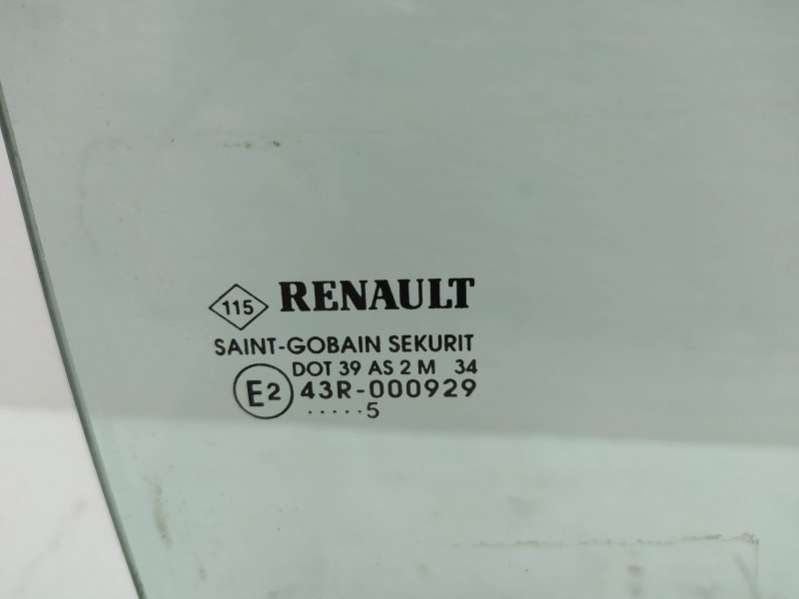 115 RENAULT
SAINT-GOBAIN SEKURIT
DOT 39 AS 2 M 34
E2 43R-000929
.....5